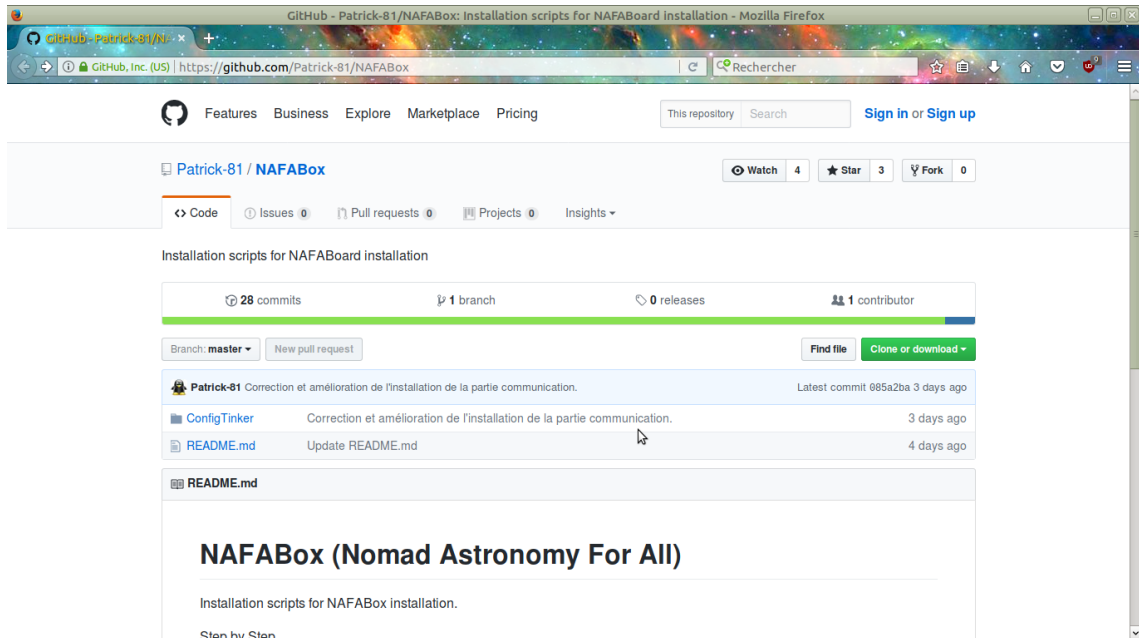 GitHub - Patrick-81/NAFABox: Installation scripts for NAFABoard installation - Mozilla Firefox
GitHub - Patrick-81/N
GitHub, Inc. (US) https://github.com/Patrick-81/NAFABox Rechercher
Features Business Explore Marketplace Pricing This repository Search Sign in or Sign up
Patrick-81 / NAFABox Watch 4 Star 3 Fork 0
Code Issues 0 Pull requests 0 Projects 0 Insights
Installation scripts for NAFABoard installation
28 commits 1 branch 0 releases 1 contributor
Branch: master New pull request Find file Clone or download
Patrick-81 Correction et amélioration de l'installation de la partie communication. Latest commit 085a2ba 3 days ago
ConfigTinker Correction et amélioration de l'installation de la partie communication. 3 days ago
README.md Update README.md 4 days ago
README.md
NAFABox (Nomad Astronomy For All)
Installation scripts for NAFABox installation.
Step by Step